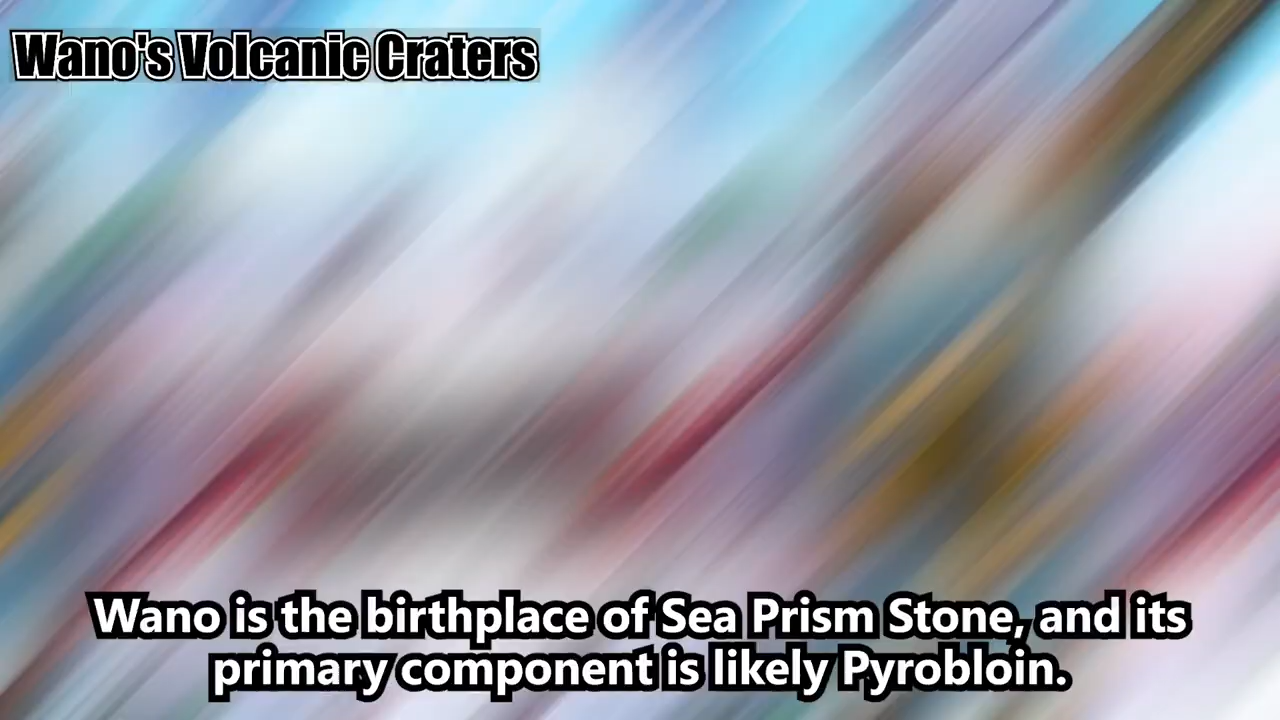 Wano's Volcanic Craters
Wano is the birthplace of Sea Prism Stone, and its
primary component is likely Pyrobloin.